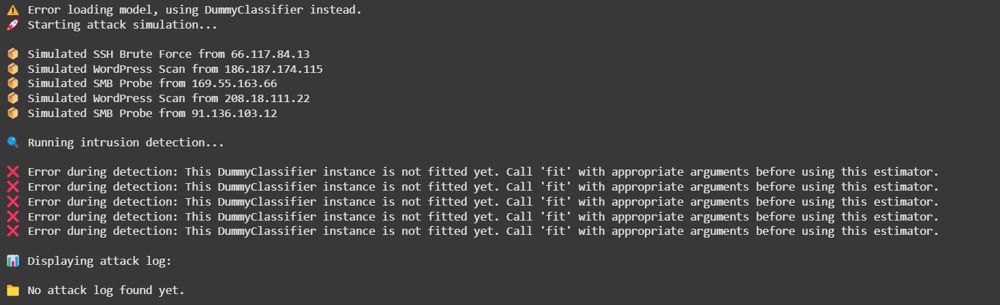 ⚠️ Error loading model, using DummyClassifier instead.
🚀 Starting attack simulation...
📦 Simulated SSH Brute Force from 66.117.84.13
📦 Simulated WordPress Scan from 186.187.174.115
📦 Simulated SMB Probe from 169.55.163.66
📦 Simulated WordPress Scan from 208.18.111.22
📦 Simulated SMB Probe from 91.136.103.12
🔍 Running intrusion detection...
❌ Error during detection: This DummyClassifier instance is not fitted yet. Call 'fit' with appropriate arguments before using this estimator.
❌ Error during detection: This DummyClassifier instance is not fitted yet. Call 'fit' with appropriate arguments before using this estimator.
❌ Error during detection: This DummyClassifier instance is not fitted yet. Call 'fit' with appropriate arguments before using this estimator.
❌ Error during detection: This DummyClassifier instance is not fitted yet. Call 'fit' with appropriate arguments before using this estimator.
❌ Error during detection: This DummyClassifier instance is not fitted yet. Call 'fit' with appropriate arguments before using this estimator.
📊 Displaying attack log:
📁 No attack log found yet.